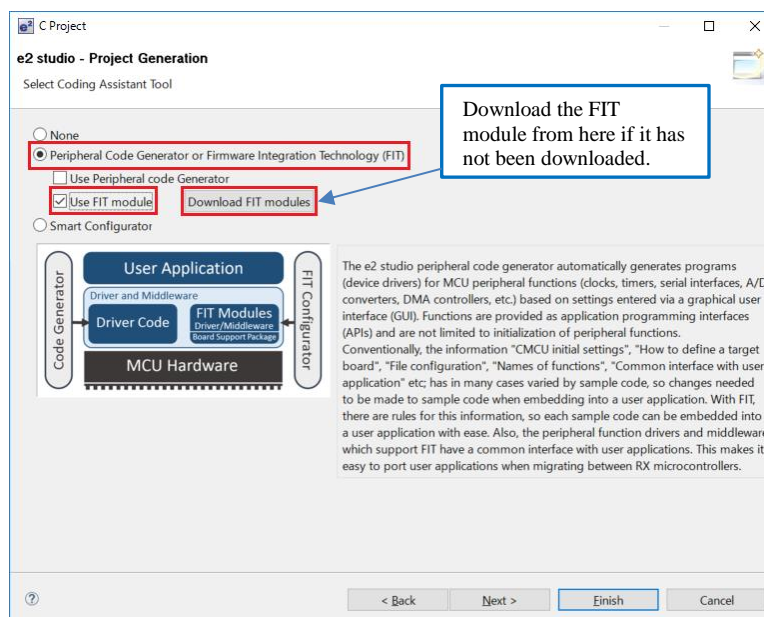 e² C Project
e2 studio - Project Generation
Select Coding Assistant Tool
Download the FIT
module from here if it has
not been downloaded.
None
Peripheral Code Generator or Firmware Integration Technology (FIT)
Use Peripheral code Generator
Use FIT module
Download FIT modules
Smart Configurator
Code Generator
User Application
Driver and Middleware
Driver Code
FIT Modules
Driver/Middleware
Board Support Package
MCU Hardware
FIT Configurator
The e2 studio peripheral code generator automatically generates programs
(device drivers) for MCU peripheral functions (clocks, timers, serial interfaces, A/D
converters, DMA controllers, etc.) based on settings entered via a graphical user
interface (GUI). Functions are provided as application programming interfaces
(APIs) and are not limited to initialization of peripheral functions.
Conventionally, the information "CMCU initial settings", "How to define a target
board", "File configuration", "Names of functions", "Common interface with user
application" etc; has in many cases varied by sample code, so changes needed
to be made to sample code when embedding into a user application. With FIT,
there are rules for this information, so each sample code can be embedded into
a user application with ease. Also, the peripheral function drivers and middleware
which support FIT have a common interface with user applications. This makes it
easy to port user applications when migrating between RX microcontrollers.
?
< Back
Next >
Finish
Cancel